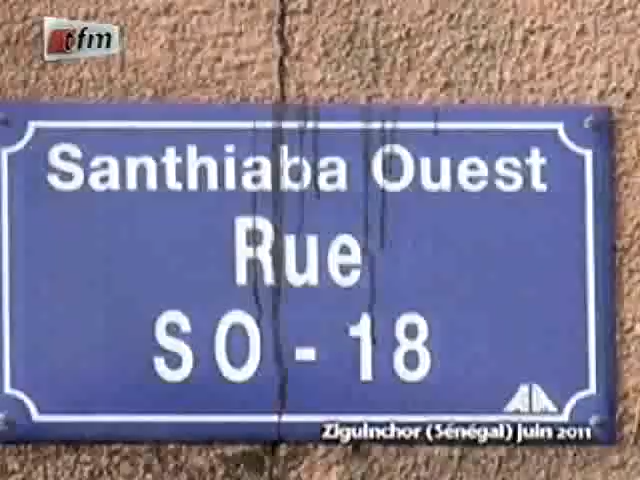 tfm
Santhiaba Ouest
Rue
SO - 18
Ziguinchor (Sénégal) juin 2011